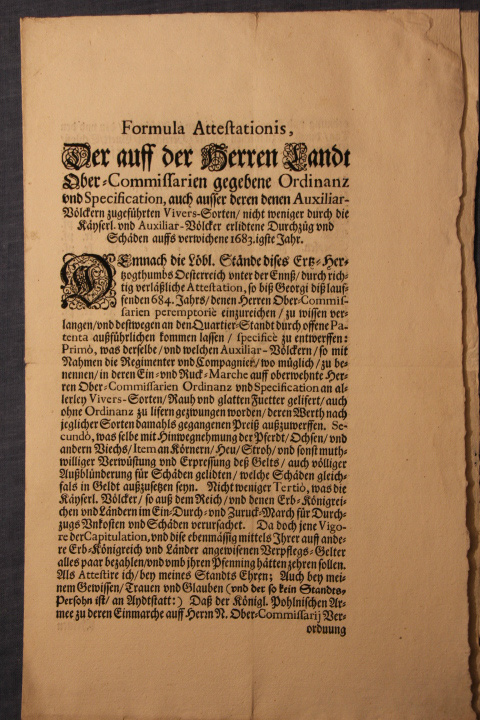 Formula Attestationis,
Der auff der Herren Landt
Ober-Commissarien gegebene Ordinanz
vnd Specification, auch ausser deren denen Auxiliar-
Völckern zugeführten Vivers-Sorten/ nicht weniger durch die
Käyserl. vnd Auxiliar-Völcker erlidtene Durchzüg vnd
Schäden auffs verwichene 1683.igste Jahr.
DEmnach die Löbl. Stände dises Ertz-Her-
tzogthumbs Oesterreich vnter der Ennß/ durch rich-
tig verläßliche Attestation, so biß Georgi diß lauf-
fenden 684. Jahrs/ denen Herren Ober-Commis-
sarien peremptoriè einzureichen/ zu wissen ver-
langen/ und destwegen an den Quartier-Standt durch offene Pa-
tenta außführlichen kommen lassen/ specificè zu entwerffen:
Primò, was derselbe/ vnd welchen Auxiliar-Völckern/ so mit
Nahmen die Regimenter vnd Compagnien/ wo müglich/ zu be-
nennen/ in deren Ein- vnd Ruck-Marche auff oberwehnte Her-
ren Ober-Commissarien Ordinanz vnd Specification an al-
lerley Vivers-Sorten/ Rauh vnd glatten Fuetter gelifert/ auch
ohne Ordinanz zu lifern gezwungen worden/ deren Werth nach
jeglicher Sorten damahls gegangenen Preiß außzuwerffen. Se-
cundò, was selbe mit Hinwegnehmung der Pferdt/ Ochsen/ vnd
andern Viechs/ Item an Körnern/ Heu/ Stroh/ vnd sonst muth-
williger Verwüstung vnd Erpressung deß Gelts/ auch völliger
Außblünderung für Schäden gelidten/ welche Schäden gleich-
fals in Geldt außzusetzen seyn. Nicht weniger Tertiò, was die
Käyserl. Völcker/ so auß dem Reich/ vnd denen Erb-Königrei-
chen vnd Ländern im Ein-Durch- vnd Zuruck-March für Durch-
zugs Vnkosten vnd Schäden verursachet. Da doch jene Vigo-
re der Capitulation, vnd dise ebenmässig mittels Jhrer auff ande-
re Erb-Königreich vnd Länder angewisenen Verpflegs-Gelter
alles paar bezahlen/ vnd vmb jhren Pfenning hätten zehren sollen.
Als Attestire ich/ bey meines Standts Ehren; Auch bey mei-
nem Gewissen/ Trauen vnd Glauben (vnd der so kein Standts-
Persohn ist/ an Aydtstatt:) Daß der Königl. Pohlnischen Ar-
mee zu deren Einmarche auff Herrn N. Ober-Commissarij Ver-
ordnung